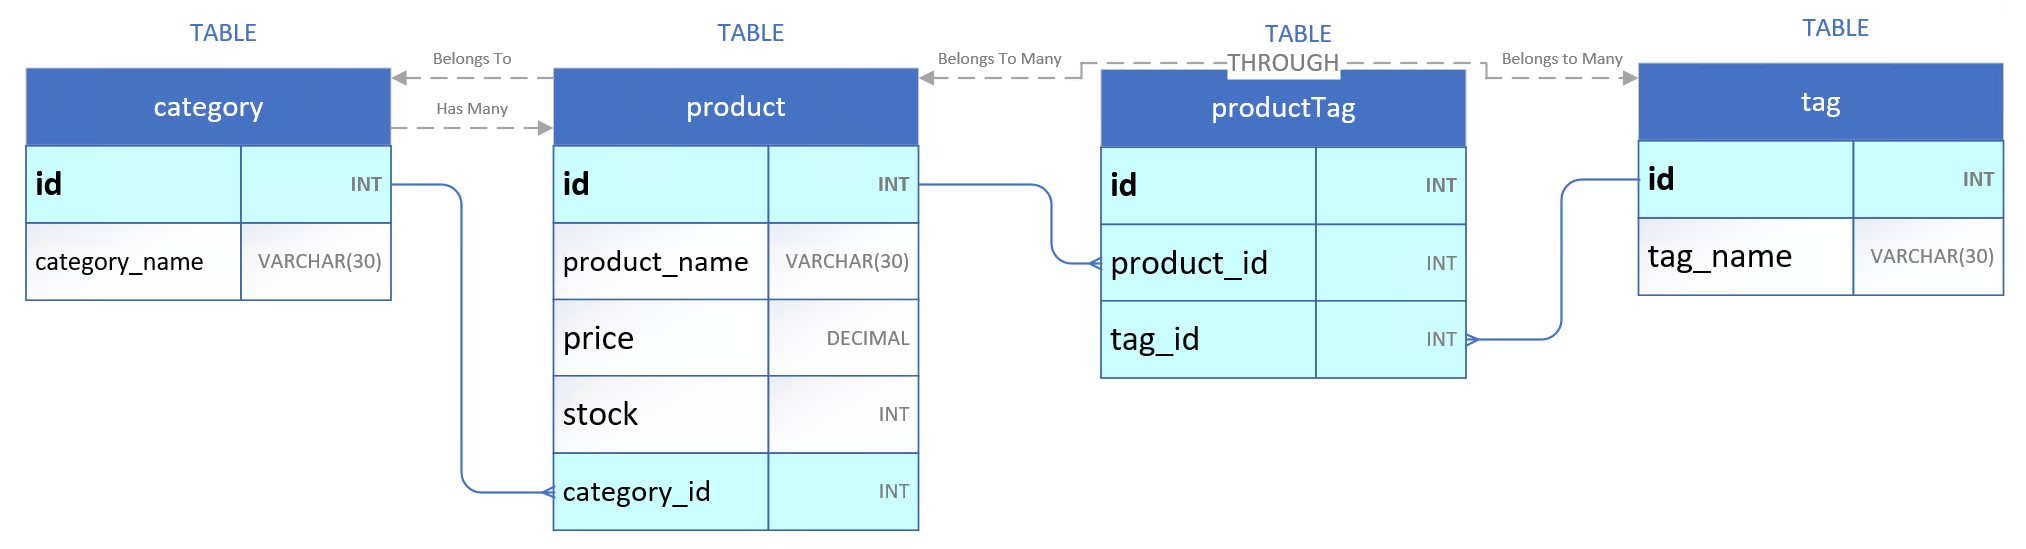 TABLE
category
id INT
category_name VARCHAR(30)
Belongs To
Has Many
TABLE
product
id INT
product_name VARCHAR(30)
price DECIMAL
stock INT
category_id INT
Belongs To Many
THROUGH
Belongs to Many
TABLE
productTag
id INT
product_id INT
tag_id INT
TABLE
tag
id INT
tag_name VARCHAR(30)